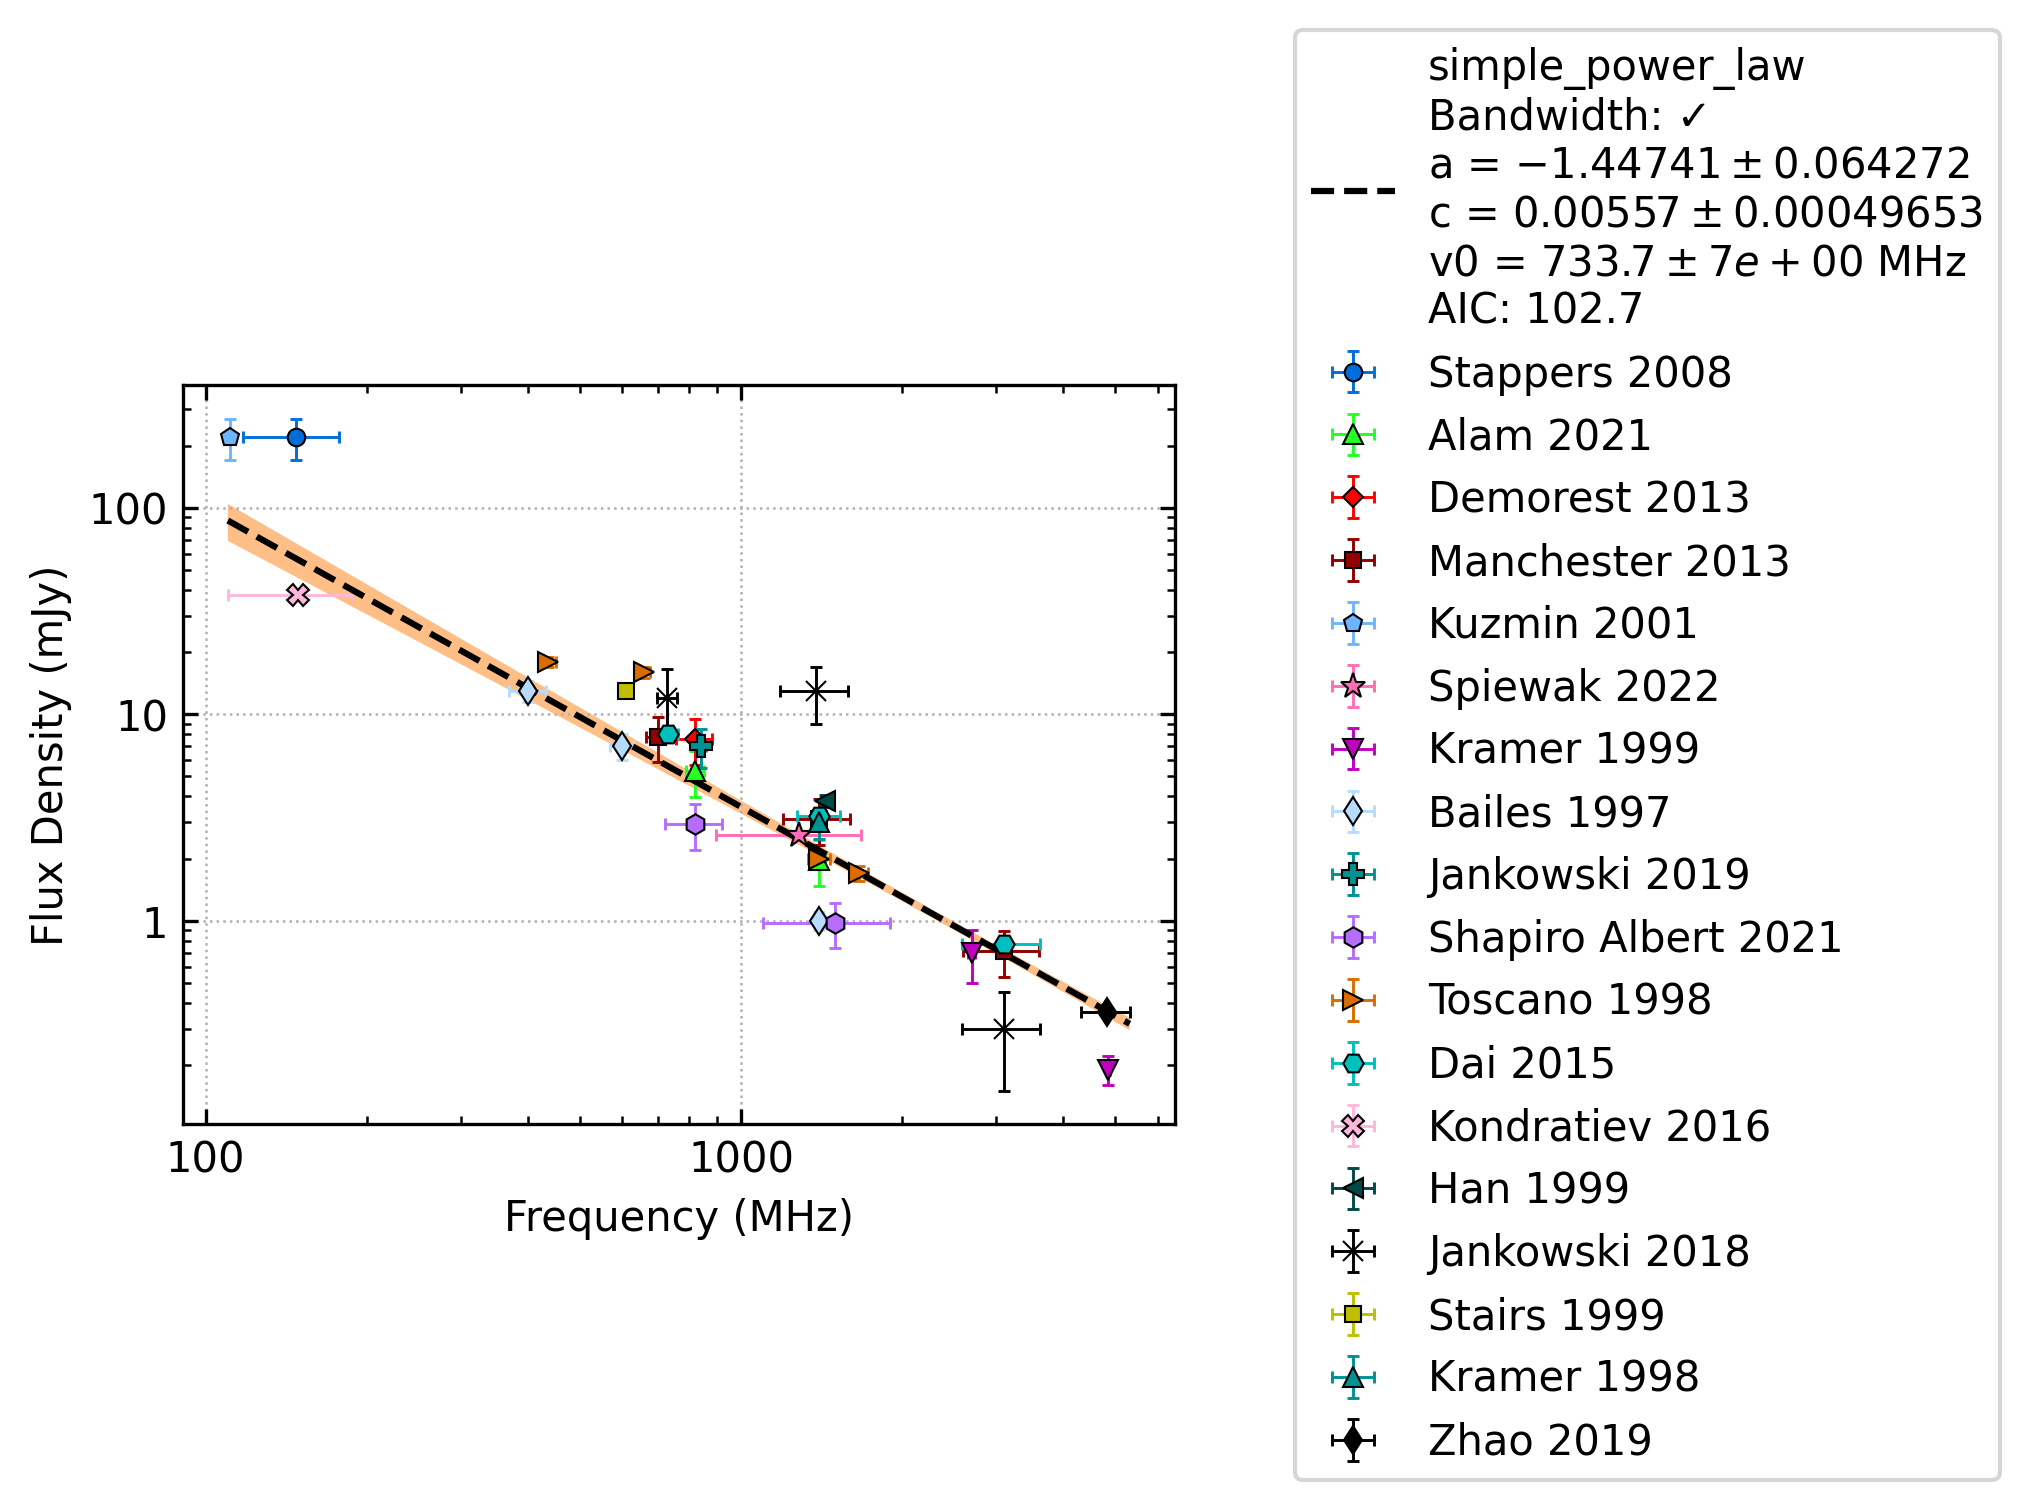 simple_power_law
Bandwidth: ✓
a = −1.44741 ± 0.064272
c = 0.00557 ± 0.00049653
v0 = 733.7 ± 7e + 00 MHz
AIC: 102.7
Stappers 2008
Alam 2021
Demorest 2013
Manchester 2013
Kuzmin 2001
Spiewak 2022
Kramer 1999
Bailes 1997
Jankowski 2019
Shapiro Albert 2021
Toscano 1998
Dai 2015
Kondratiev 2016
Han 1999
Jankowski 2018
Stairs 1999
Kramer 1998
Zhao 2019
Flux Density (mJy)
100
10
1
100
1000
Frequency (MHz)